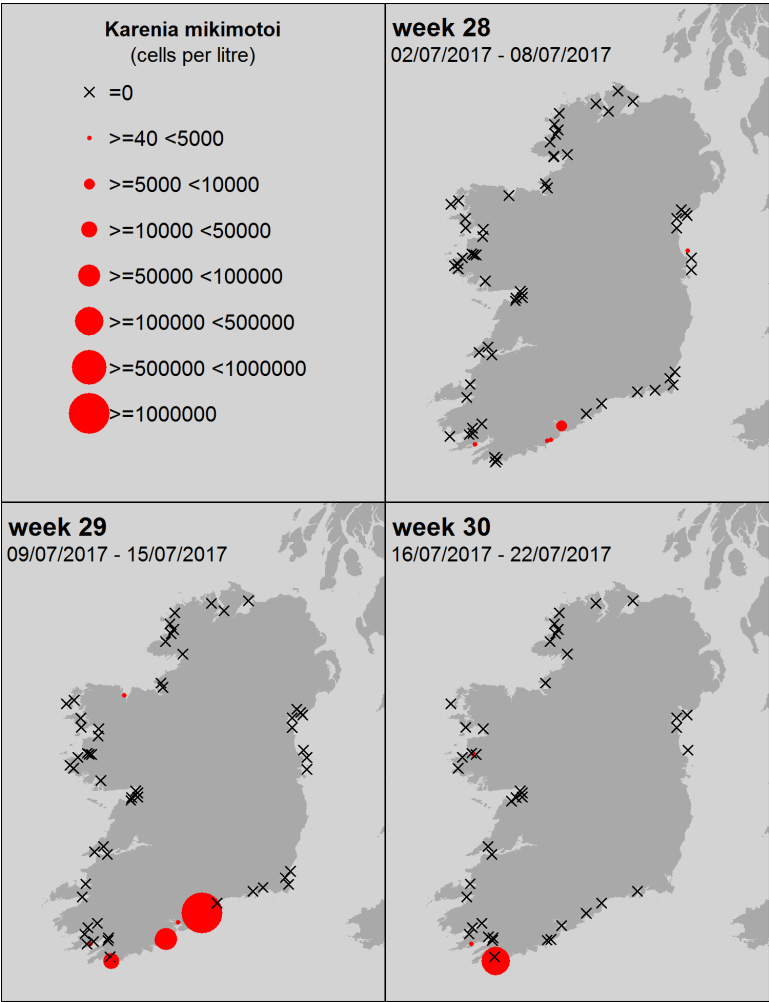 Karenia mikimotoi
(cells per litre)
=0
>=40 <5000
>=5000 <10000
>=10000 <50000
>=50000 <100000
>=100000 <500000
>=500000 <1000000
>=1000000
week 28
02/07/2017 - 08/07/2017
week 29
09/07/2017 - 15/07/2017
week 30
16/07/2017 - 22/07/2017